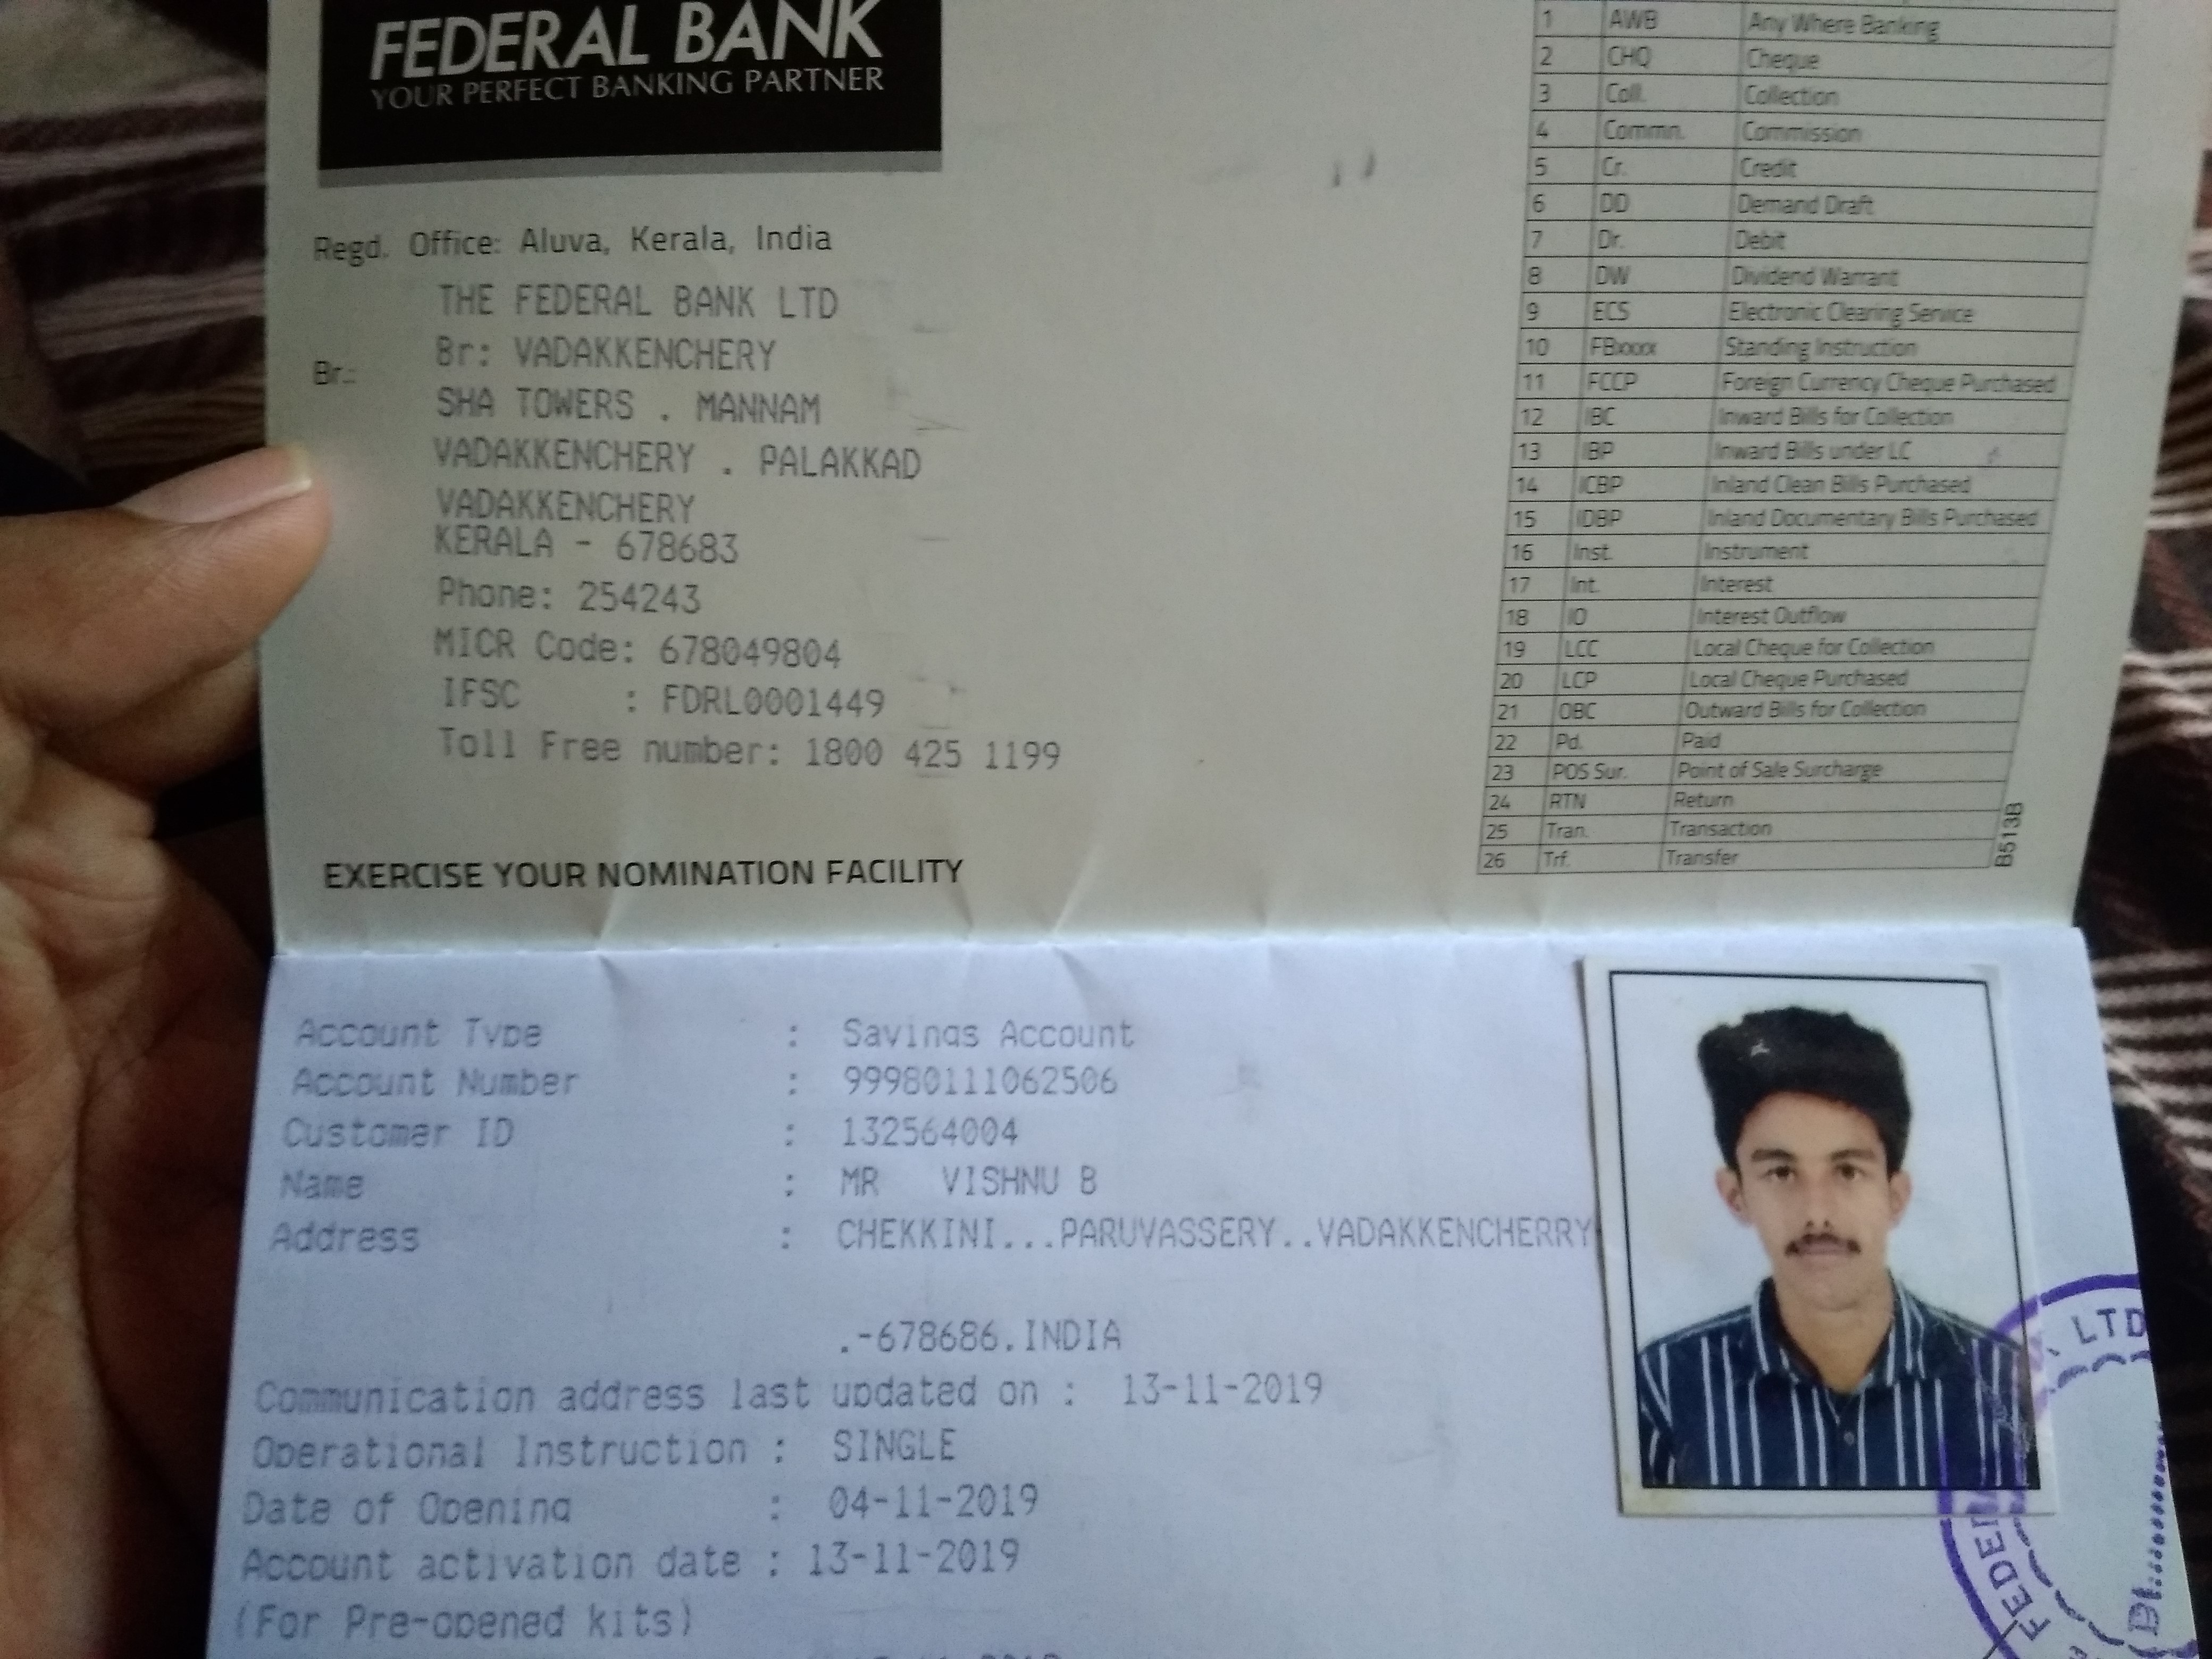 FEDERAL BANK
YOUR PERFECT BANKING PARTNER
Regd. Office: Aluva, Kerala, India
THE FEDERAL BANK LTD
Br.: Br: VADAKKENCHERY
SHA TOWERS . MANNAM
VADAKKENCHERY . PALAKKAD
VADAKKENCHERY
KERALA - 678683
Phone: 254243
MICR Code: 678049804
IFSC : FDRL0001449
Toll Free number: 1800 425 1199
EXERCISE YOUR NOMINATION FACILITY
1 AWB Any Where Banking
2 CHQ Cheque
3 Coll. Collection
4 Commn. Commission
5 Cr. Credit
6 DD Demand Draft
7 Dr. Debit
8 DW Dividend Warrant
9 ECS Electronic Clearing Service
10 FBxxxx Standing Instruction
11 FCCP Foreign Currency Cheque Purchased
12 IBC Inward Bills for Collection
13 IBP Inward Bills under LC
14 ICBP Inland Clean Bills Purchased
15 IDBP Inland Documentary Bills Purchased
16 Inst. Instrument
17 Int. Interest
18 IO Interest Outflow
19 LCC Local Cheque for Collection
20 LCP Local Cheque Purchased
21 OBC Outward Bills for Collection
22 Pd. Paid
23 POS Sur. Point of Sale Surcharge
24 RTN Return
25 Tran. Transaction
26 Trf. Transfer
B513B
Account Type : Savings Account
Account Number : 99980111062506
Customer ID : 132564004
Name : MR VISHNU B
Address : CHEKKINI...PARUVASSERY..VADAKKENCHERRY
.-678686.INDIA
Communication address last updated on : 13-11-2019
Operational Instruction : SINGLE
Date of Opening : 04-11-2019
Account activation date : 13-11-2019
(For Pre-opened kits)
LTD